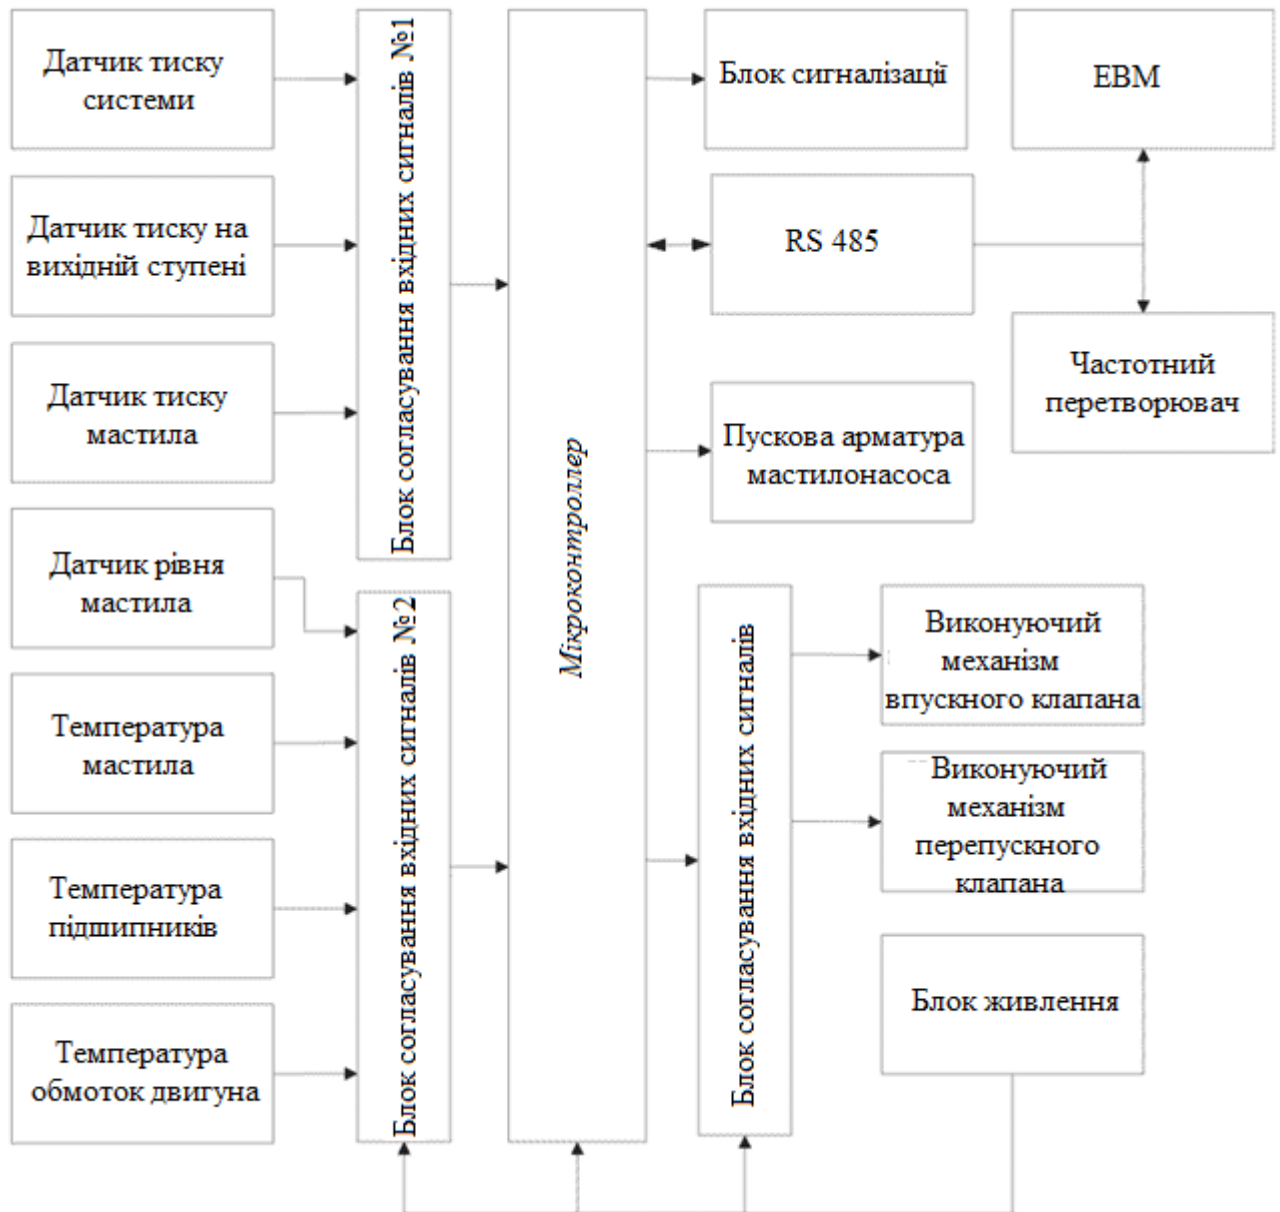 Датчик тиску
системи
Датчик тиску на
вихідній ступені
Датчик тиску
мастила
Датчик рівня
мастила
Температура
мастила
Температура
підшипників
Температура
обмоток двигуна
Блок согласування вхідних сигналів №1
Блок согласування вхідних сигналів №2
Мікроконтроллер
Блок сигналізації
ЕВМ
RS 485
Частотний
перетворювач
Пускова арматура
мастилонасоса
Блок согласування вхідних сигналів
Виконуючий
механізм
впускного клапана
Виконуючий
механізм
перепускного
клапана
Блок живлення